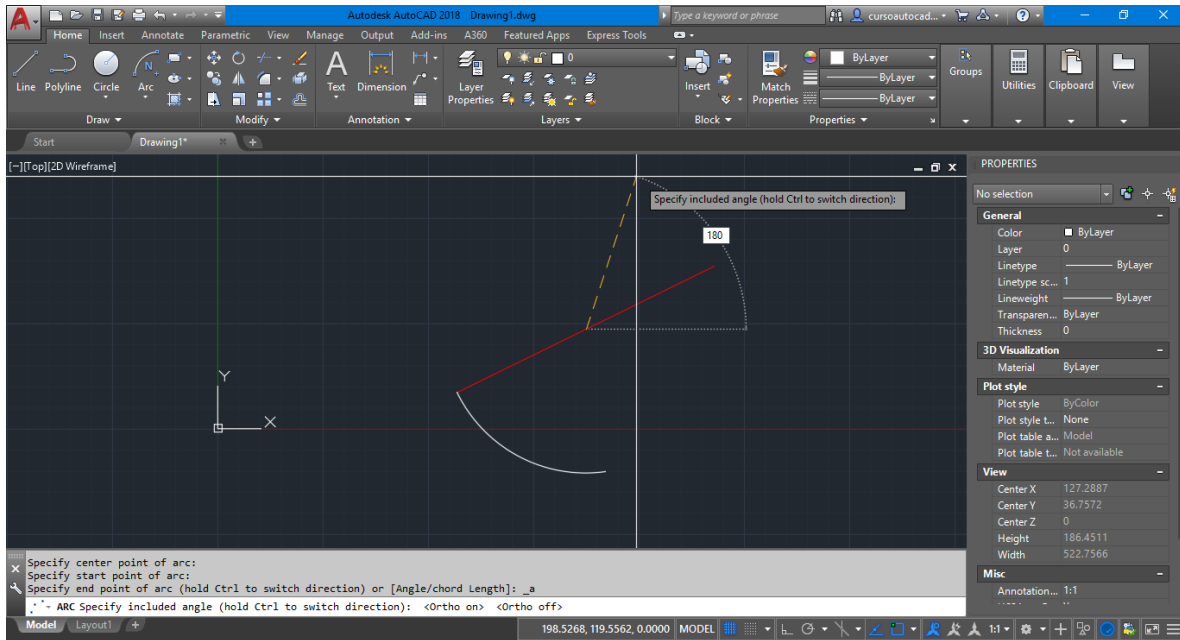 Autodesk AutoCAD 2018 Drawing1.dwg
Type a keyword or phrase
cursoautocad...
Home Insert Annotate Parametric View Manage Output Add-ins A360 Featured Apps Express Tools
Line Polyline Circle Arc
Draw
Modify
Text Dimension
Annotation
Layer Properties
0
Layers
Insert
Block
Match Properties
ByLayer
ByLayer
ByLayer
Properties
Groups
Utilities
Clipboard
View
Start Drawing1*
[−][Top][2D Wireframe]
Specify included angle (hold Ctrl to switch direction):
180
Y
X
PROPERTIES
No selection
General
Color ByLayer
Layer 0
Linetype ByLayer
Linetype sc... 1
Lineweight ByLayer
Transparen... ByLayer
Thickness 0
3D Visualization
Material ByLayer
Plot style
Plot style ByColor
Plot style t... None
Plot table a... Model
Plot table t... Not available
View
Center X 127.2887
Center Y 36.7572
Center Z 0
Height 186.4511
Width 522.7566
Misc
Annotation... 1:1
Specify center point of arc:
Specify start point of arc:
Specify end point of arc (hold Ctrl to switch direction) or [Angle/chord Length]: _a
ARC Specify included angle (hold Ctrl to switch direction): <Ortho on> <Ortho off>
Model Layout1 +
198.5268, 119.5562, 0.0000 MODEL 1:1